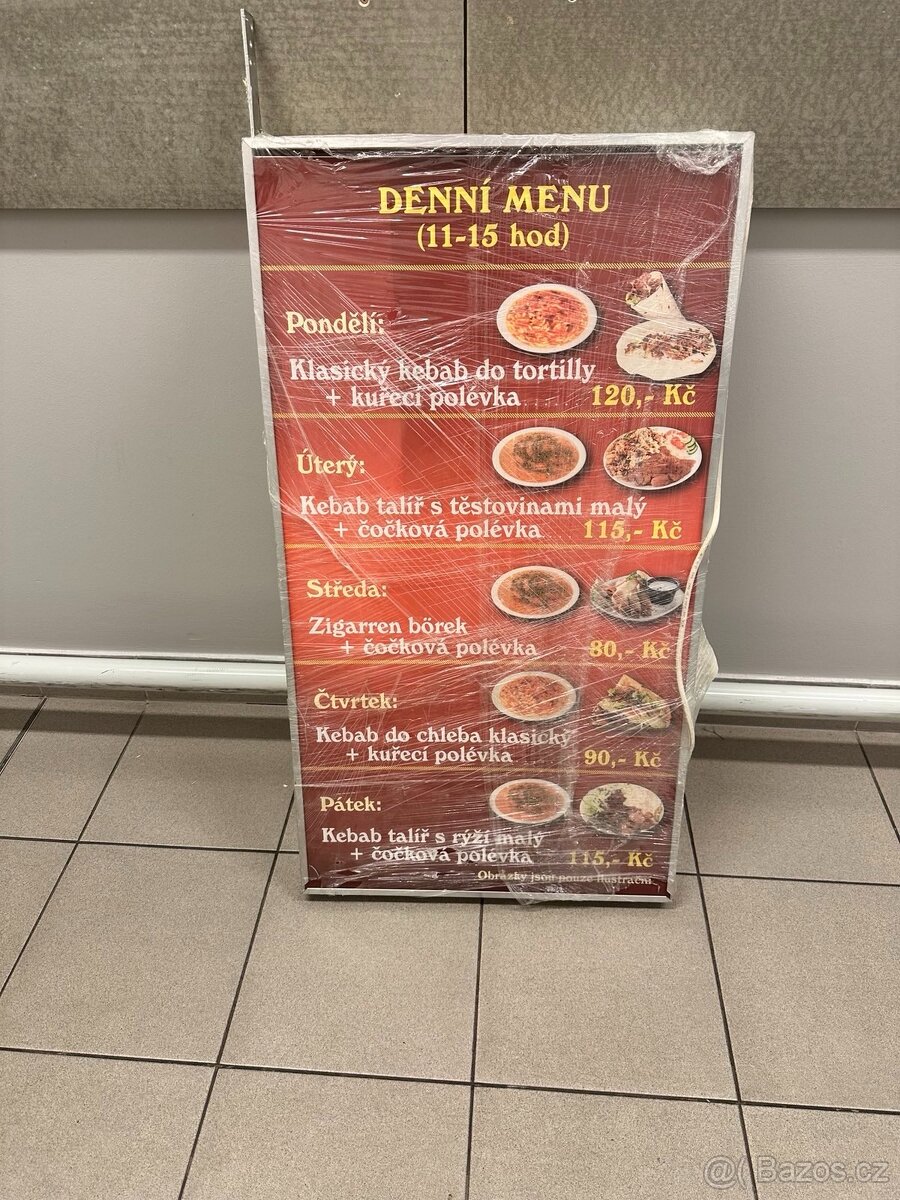 DENNÍ MENU
(11-15 hod)
Pondělí:
Klasický kebab do tortilly
+ kuřecí polévka 120,- Kč
Úterý:
Kebab talíř s těstovinami malý
+ čočková polévka 115,- Kč
Středa:
Zigarren börek
+ čočková polévka 80,- Kč
Čtvrtek:
Kebab do chleba klasický
+ kuřecí polévka 90,- Kč
Pátek:
Kebab talíř s rýží malý
+ čočková polévka 115,- Kč
Obrázky jsou pouze ilustrační
@( Bazos.cz